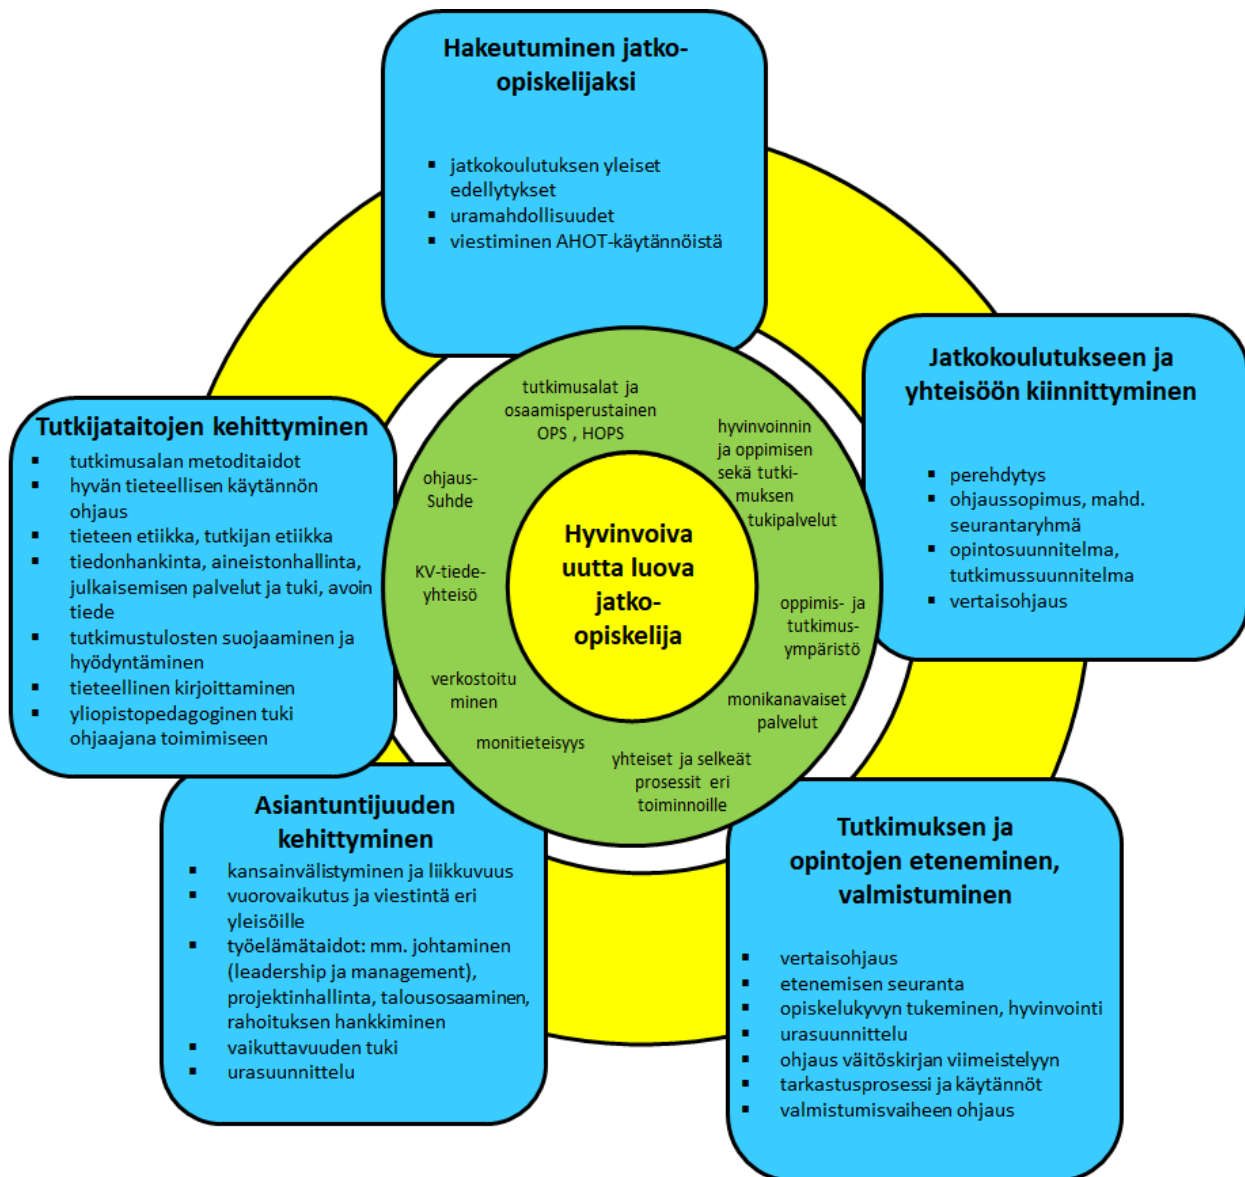 Hakeutuminen jatko-
opiskelijaksi
▪ jatkokoulutuksen yleiset
edellytykset
▪ uramahdollisuudet
▪ viestiminen AHOT-käytännöistä
Jatkokoulutukseen ja
yhteisöön kiinnittyminen
▪ perehdytys
▪ ohjaussopimus, mahd.
seurantaryhmä
▪ opintosuunnitelma,
tutkimussuunnitelma
▪ vertaisohjaus
Tutkimuksen ja
opintojen eteneminen,
valmistuminen
▪ vertaisohjaus
▪ etenemisen seuranta
▪ opiskelukyvyn tukeminen, hyvinvointi
▪ urasuunnittelu
▪ ohjaus väitöskirjan viimeistelyyn
▪ tarkastusprosessi ja käytännöt
▪ valmistumisvaiheen ohjaus
Asiantuntijuuden
kehittyminen
▪ kansainvälistyminen ja liikkuvuus
▪ vuorovaikutus ja viestintä eri
yleisöille
▪ työelämätaidot: mm. johtaminen
(leadership ja management),
projektinhallinta, talousosaaminen,
rahoituksen hankkiminen
▪ vaikuttavuuden tuki
▪ urasuunnittelu
Tutkijataitojen kehittyminen
▪ tutkimusalan metoditaidot
▪ hyvän tieteellisen käytännön
ohjaus
▪ tieteen etiikka, tutkijan etiikka
▪ tiedonhankinta, aineistonhallinta,
julkaisemisen palvelut ja tuki, avoin
tiede
▪ tutkimustulosten suojaaminen ja
hyödyntäminen
▪ tieteellinen kirjoittaminen
▪ yliopistopedagoginen tuki
ohjaajana toimimiseen
tutkimusalat ja
osaamisperustainen
OPS , HOPS
hyvinvoinnin
ja oppimisen
sekä tutki-
muksen
tukipalvelut
oppimis- ja
tutkimus-
ympäristö
monikanavaiset
palvelut
yhteiset ja selkeät
prosessit eri
toiminnoille
monitieteisyys
verkostoitu
minen
KV-tiede-
yhteisö
ohjaus-
Suhde
Hyvinvoiva
uutta luova
jatko-
opiskelija